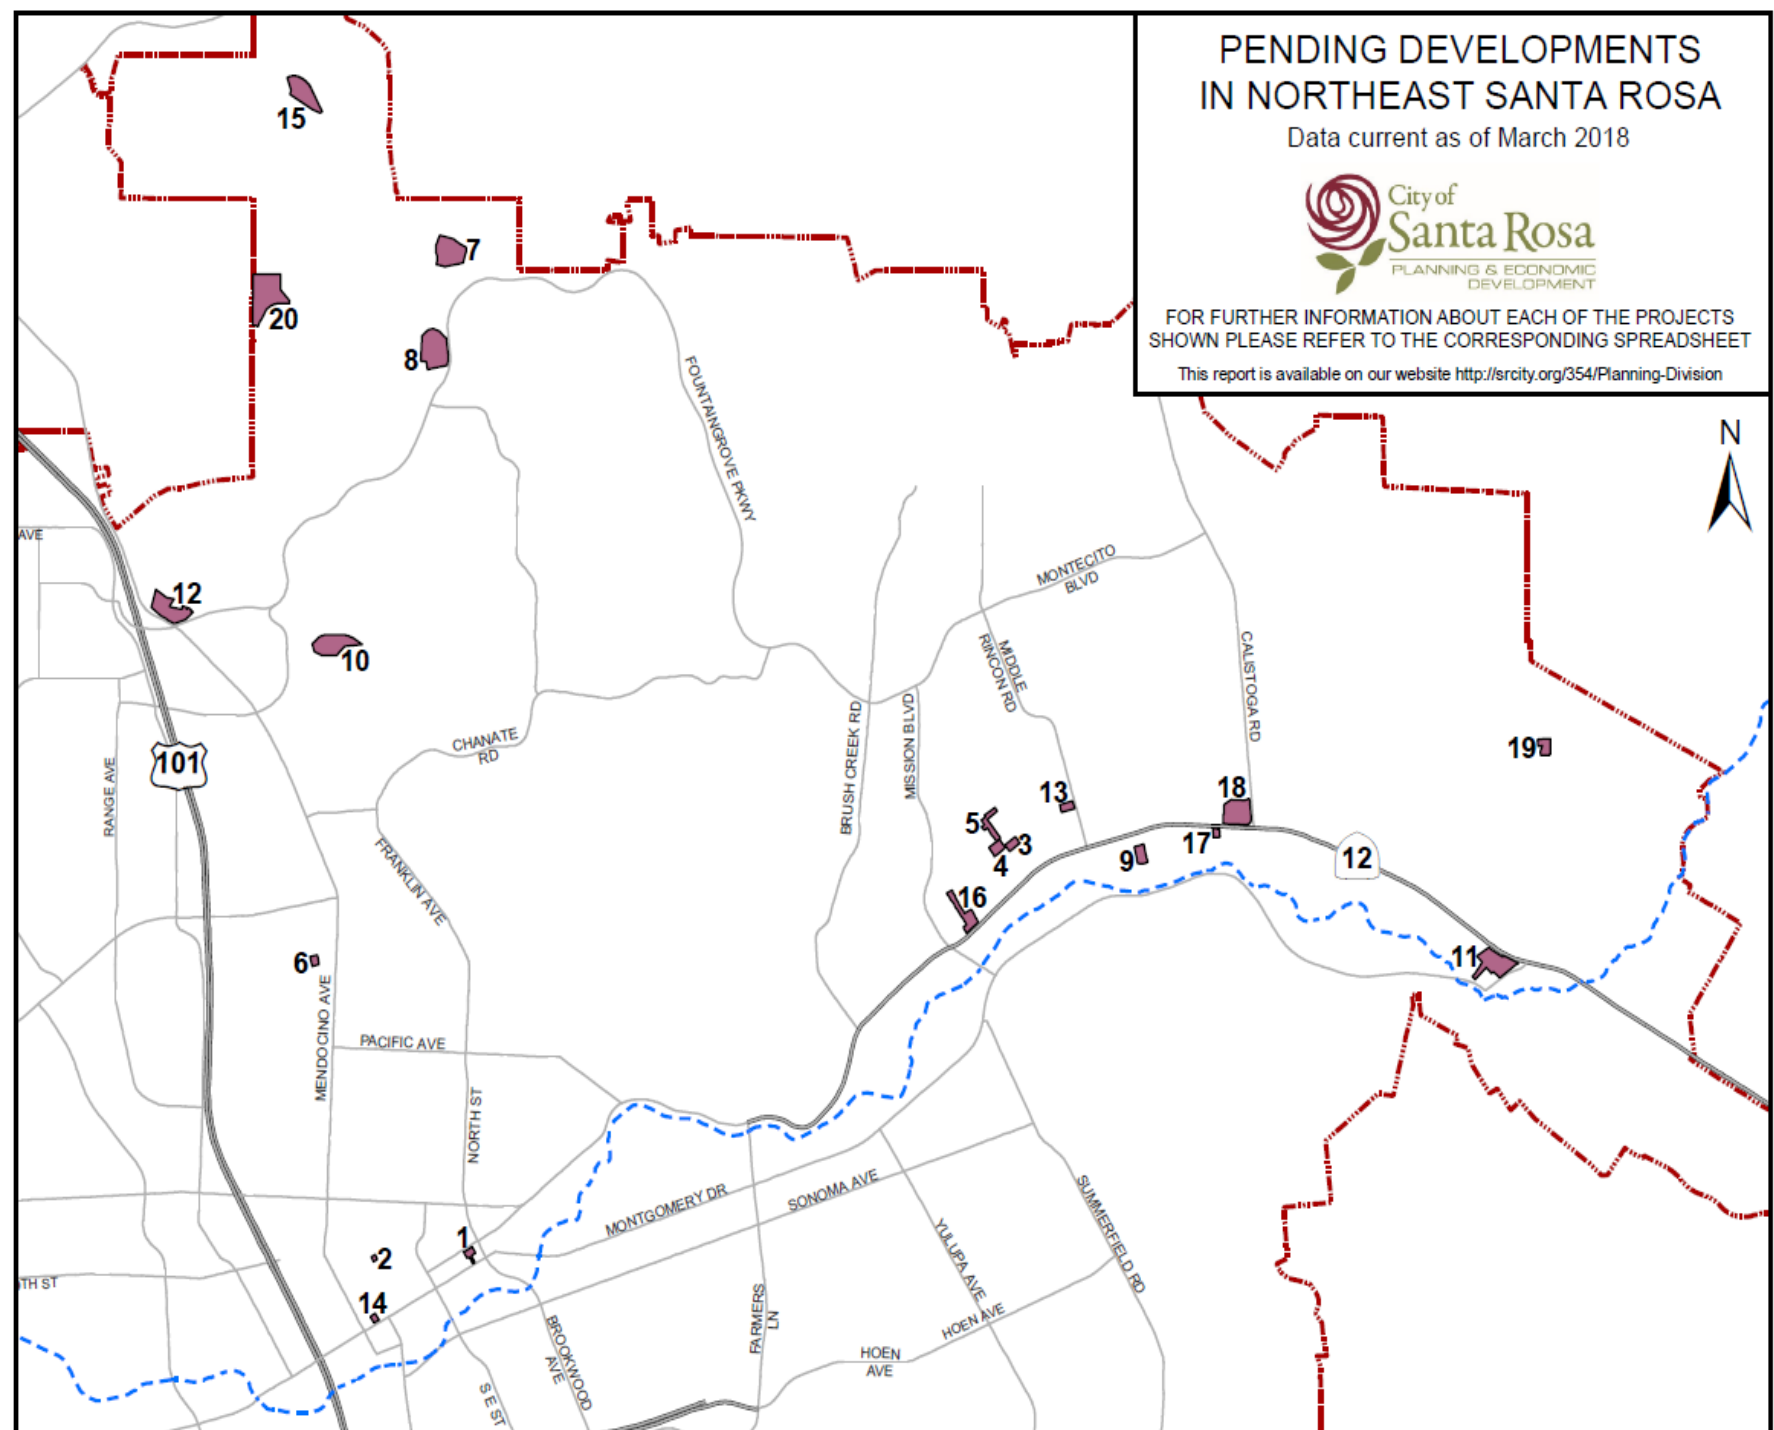 PENDING DEVELOPMENTS
IN NORTHEAST SANTA ROSA
Data current as of March 2018
City of
Santa Rosa
PLANNING & ECONOMIC
DEVELOPMENT
FOR FURTHER INFORMATION ABOUT EACH OF THE PROJECTS
SHOWN PLEASE REFER TO THE CORRESPONDING SPREADSHEET
This report is available on our website http://srcity.org/354/Planning-Division
N
15
7
20
8
FOUNTAINGROVE PKWY
AVE
12
10
MONTECITO
BLVD
MIDDLE
RINCON RD
CALISTOGA RD
CHANATE
RD
BRUSH CREEK RD
MISSION BLVD
101
RANGE AVE
19
13
18
5
3
4
17
9
12
FRANKLIN AVE
16
11
6
MENDOCINO AVE
PACIFIC AVE
NORTH ST
MONTGOMERY DR
SONOMA AVE
SUMMERFIELD RD
YULUPA AVE
1
2
TH ST
14
FARMERS
LN
HOEN AVE
HOEN
AVE
BROOKWOOD
AVE
S E ST